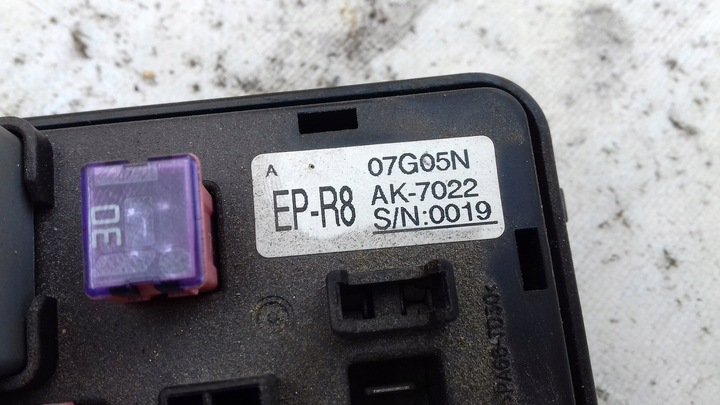 A
07G05N
EP-R8
AK-7022
S/N:0019
30